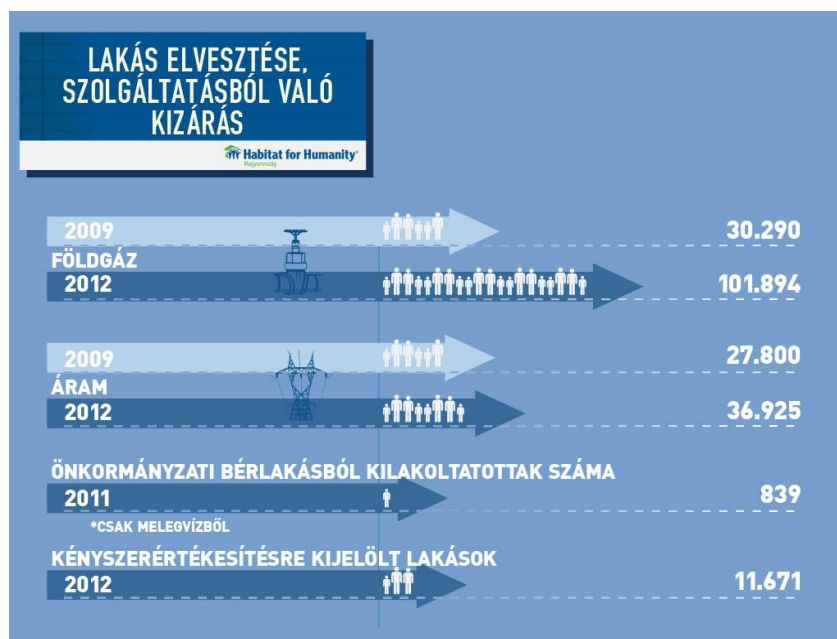 LAKÁS ELVESZTÉSE,
SZOLGÁLTATÁSBÓL VALÓ
KIZÁRÁS
Habitat for Humanity®
Magyarország
2009 30.290
FÖLDGÁZ
2012 101.894
2009 27.800
ÁRAM
2012 36.925
ÖNKORMÁNYZATI BÉRLAKÁSBÓL KILAKOLTATOTTAK SZÁMA
2011 839
*CSAK MELEGVÍZBŐL
KÉNYSZERÉRTÉKESÍTÉSRE KIJELÖLT LAKÁSOK
2012 11.671